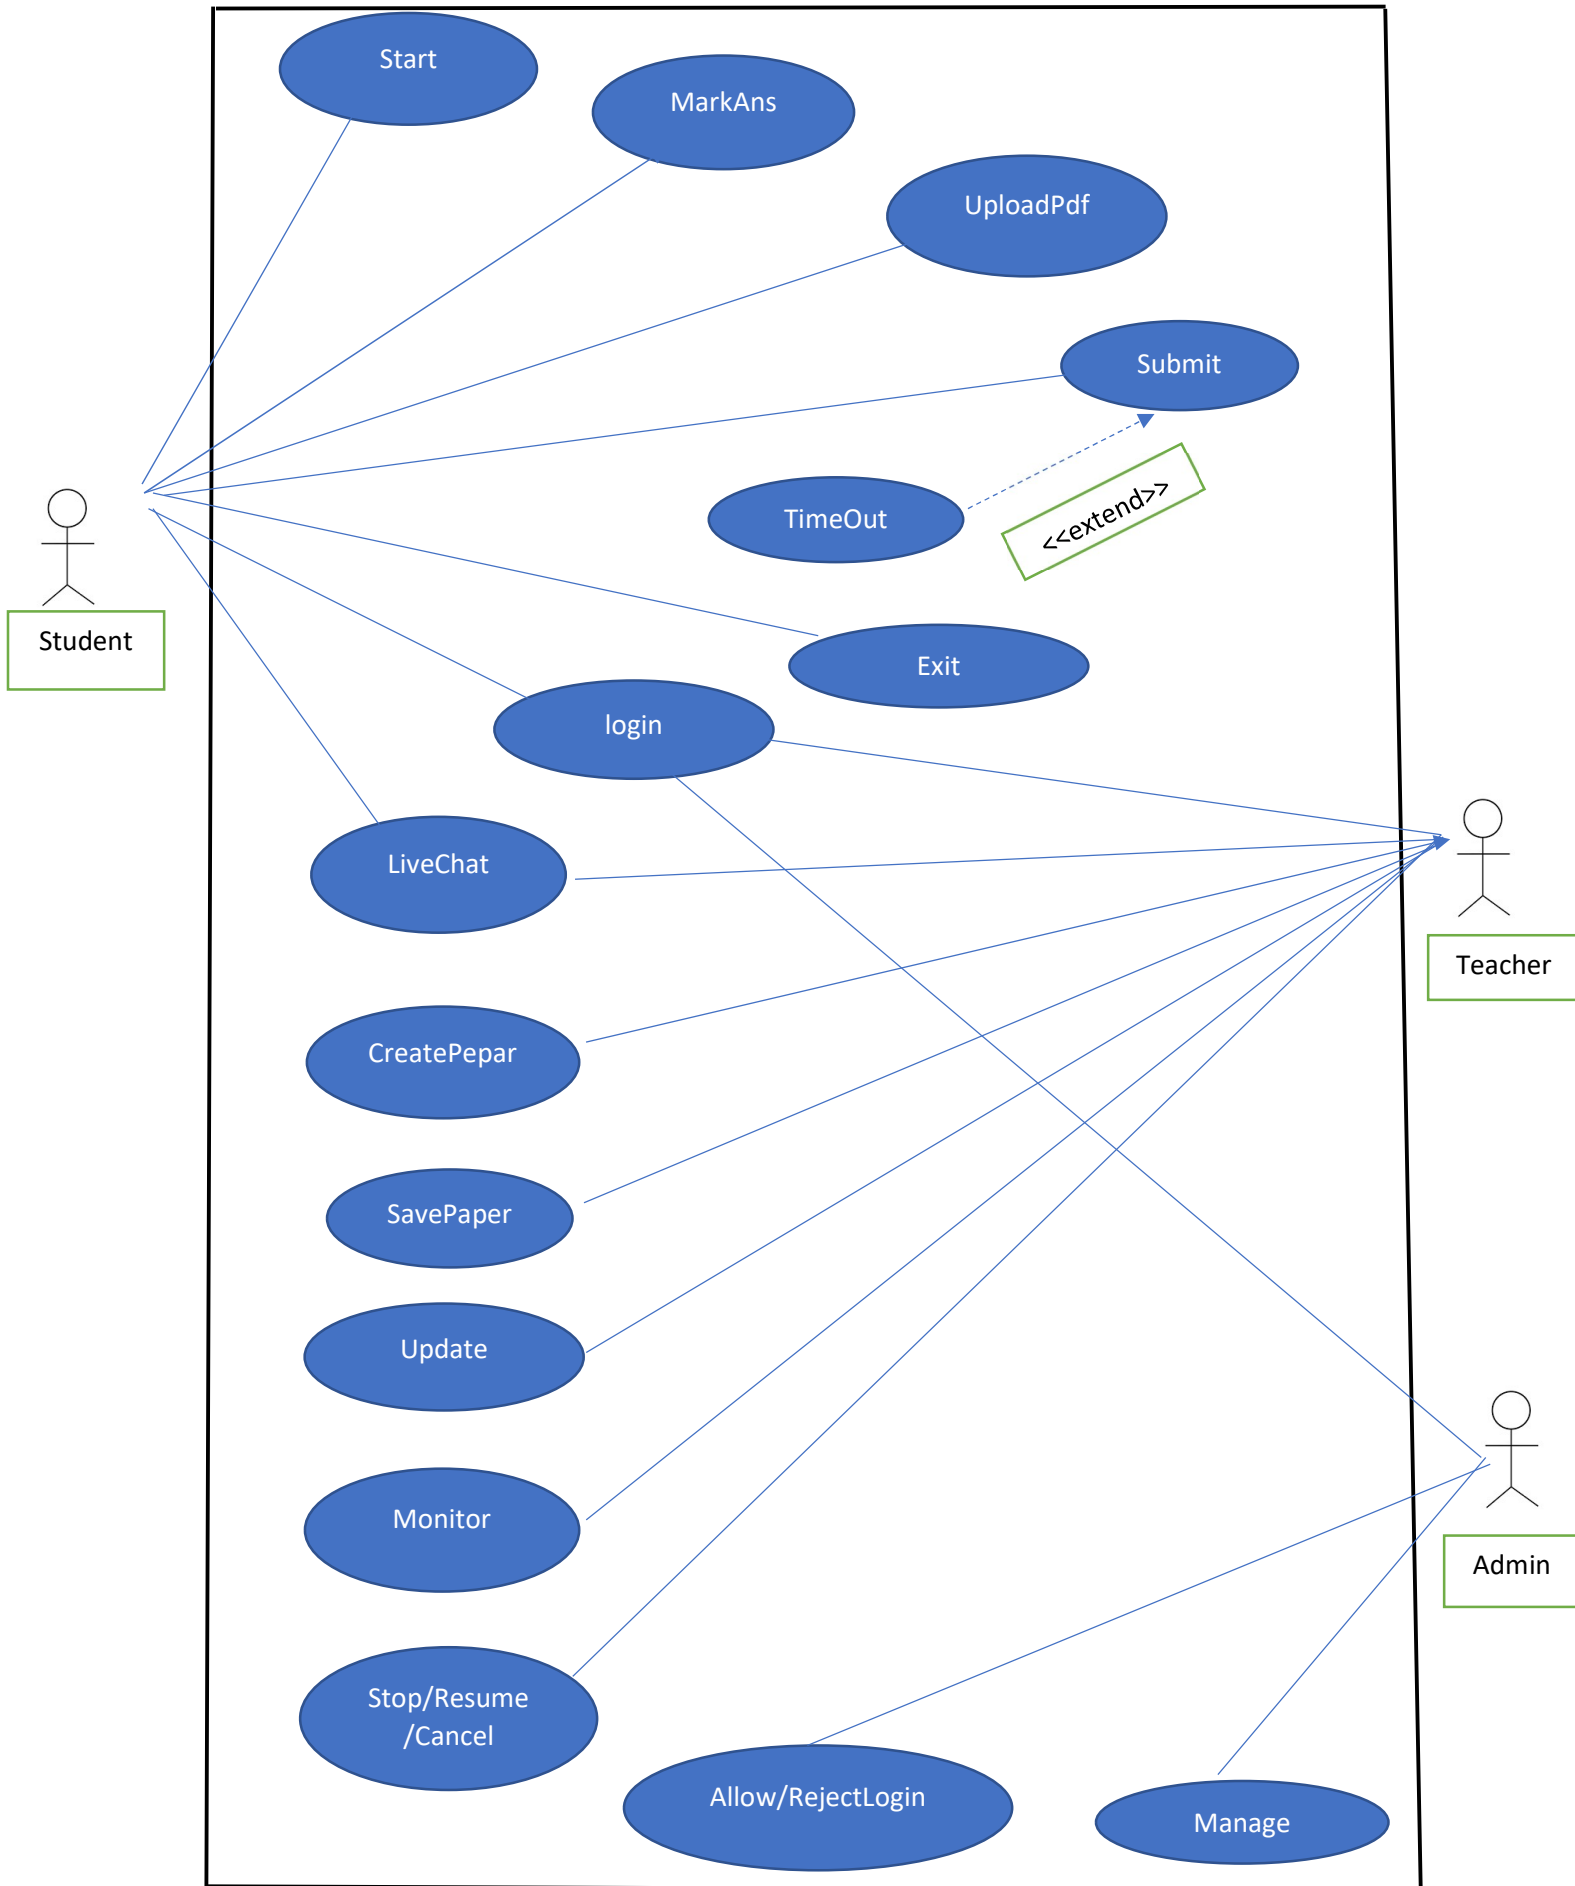 Start
MarkAns
UploadPdf
Submit
<<extend>>
TimeOut
Student
Exit
login
LiveChat
Teacher
CreatePepar
SavePaper
Update
Monitor
Admin
Stop/Resume
/Cancel
Allow/RejectLogin
Manage